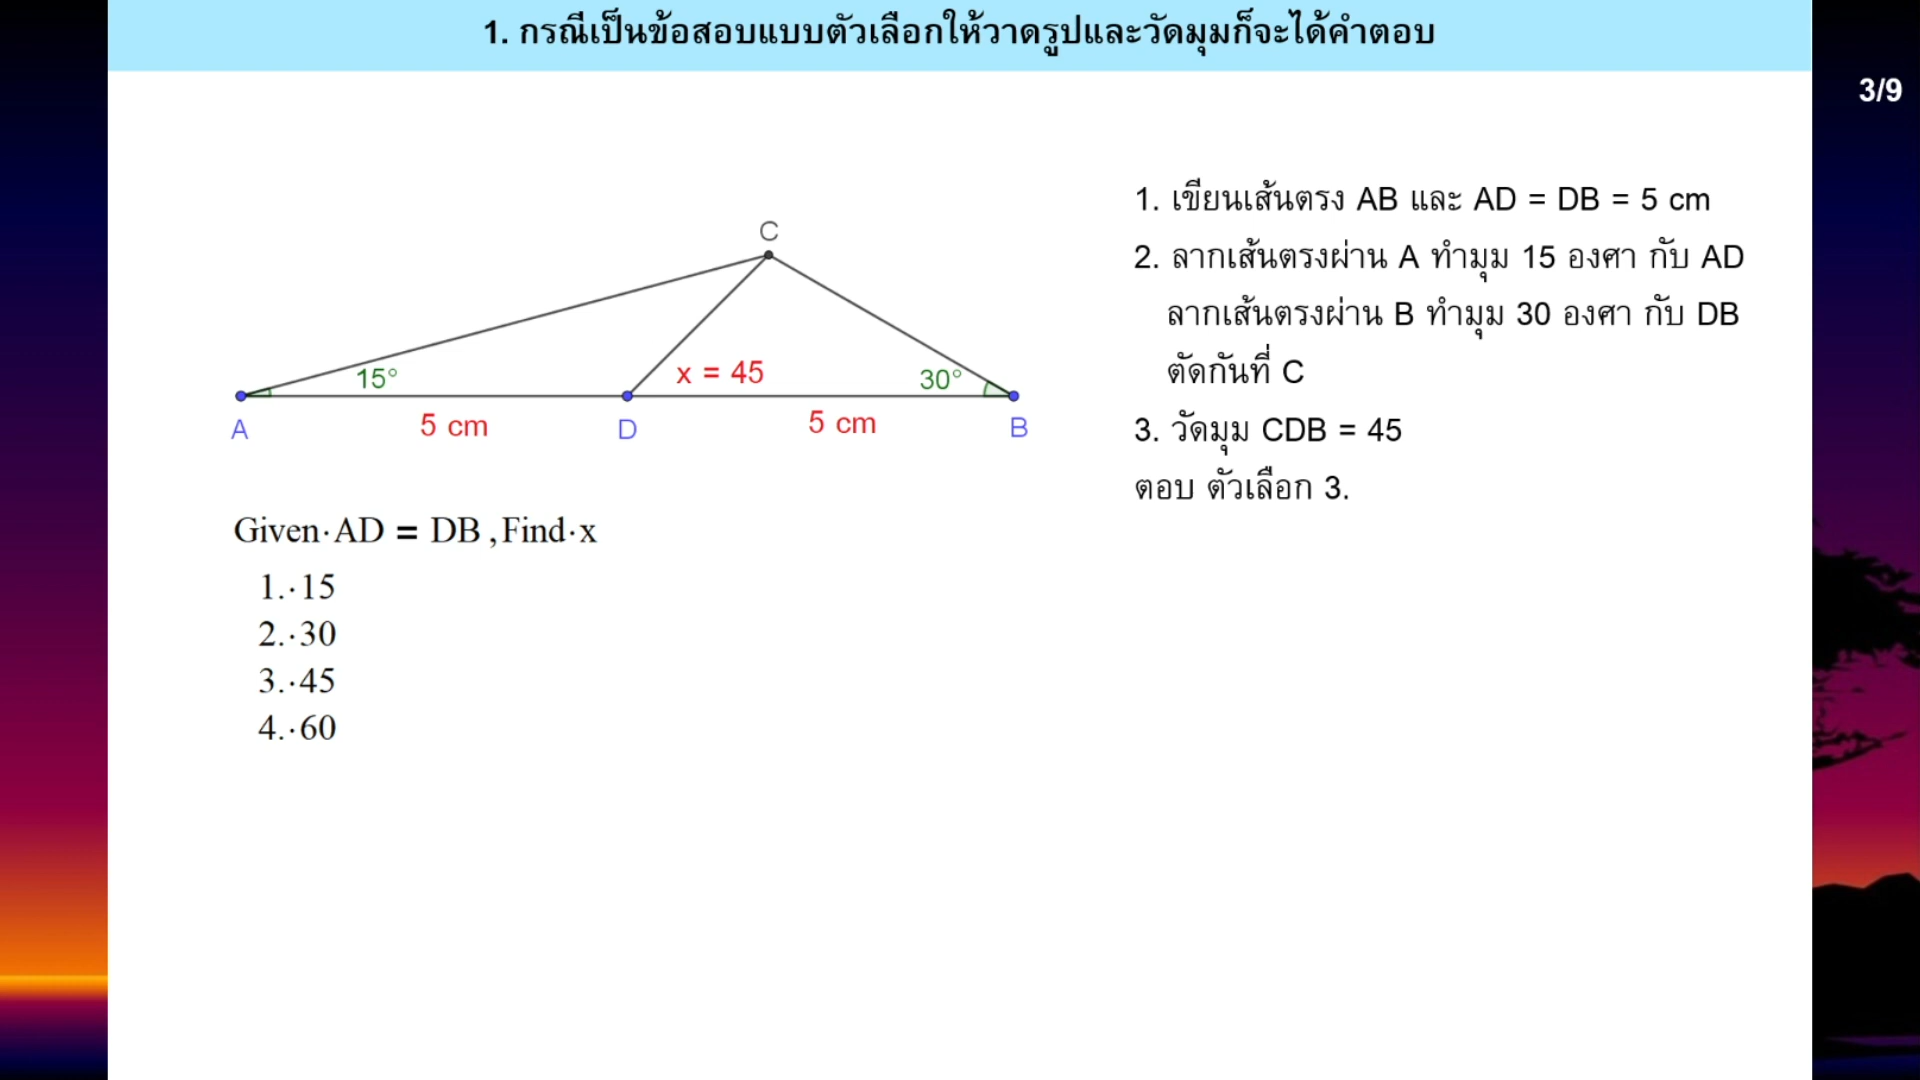 1. กรณีเป็นข้อสอบแบบตัวเลือกให้วาดรูปและวัดมุมก็จะได้คำตอบ
3/9
C
15°
x = 45
30°
A
5 cm
D
5 cm
B
1. เขียนเส้นตรง AB และ AD = DB = 5 cm
2. ลากเส้นตรงผ่าน A ทำมุม 15 องศา กับ AD
ลากเส้นตรงผ่าน B ทำมุม 30 องศา กับ DB
ตัดกันที่ C
3. วัดมุม CDB = 45
ตอบ ตัวเลือก 3.
Given·AD = DB ,Find·x
1.·15
2.·30
3.·45
4.·60